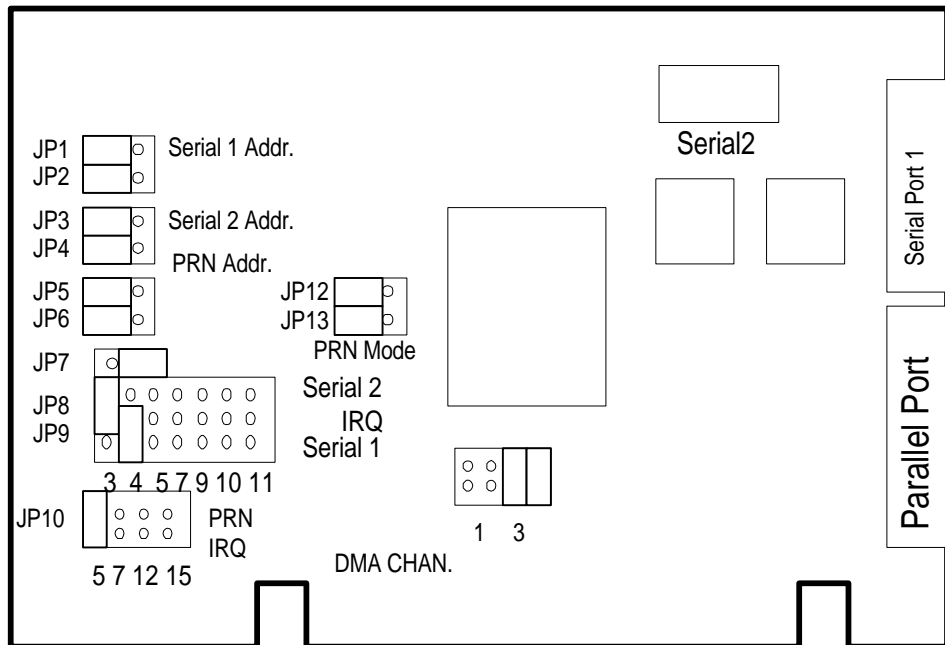 Serial2
JP1
Serial 1 Addr.
JP2
JP3
Serial 2 Addr.
JP4
PRN Addr.
JP5
JP12
JP6
JP13
PRN Mode
JP7
Serial 2
JP8
IRQ
JP9
Serial 1
3 4 5 7 9 10 11
JP10
PRN
IRQ
1 3
DMA CHAN.
5 7 12 15
Serial Port 1
Parallel Port